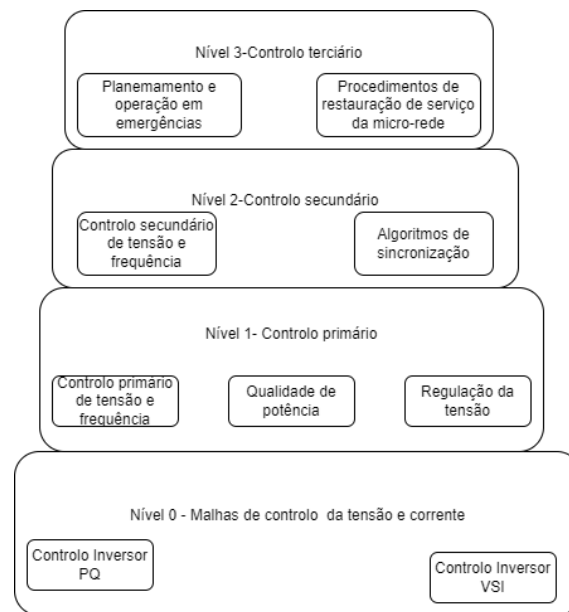 Nível 3-Controlo terciário
Planemamento e
operação em
emergências
Procedimentos de
restauração de serviço
da micro-rede
Nível 2-Controlo secundário
Controlo secundário
de tensão e
frequência
Algoritmos de
sincronização
Nível 1- Controlo primário
Controlo primário
de tensão e
frequência
Qualidade de
potência
Regulação da
tensão
Nível 0 - Malhas de controlo da tensão e corrente
Controlo Inversor
PQ
Controlo Inversor
VSI